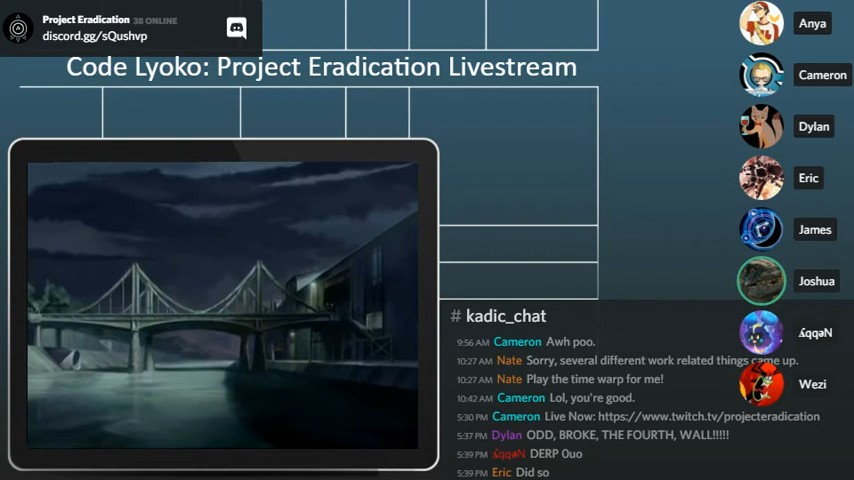 Project Eradication 38 ONLINE
discord.gg/sQushvp
Code Lyoko: Project Eradication Livestream
Anya
Cameron
Dylan
Eric
James
Joshua
ʎqqǝN
Wezi
# kadic_chat
9:56 AM Cameron Awh poo.
10:27 AM Nate Sorry, several different work related things came up.
10:27 AM Nate Play the time warp for me!
10:42 AM Cameron Lol, you're good.
5:30 PM Cameron Live Now: https://www.twitch.tv/projecteradication
5:37 PM Dylan ODD, BROKE, THE FOURTH, WALL!!!!!
5:39 PM ʎqqǝN DERP 0uo
5:39 PM Eric Did so